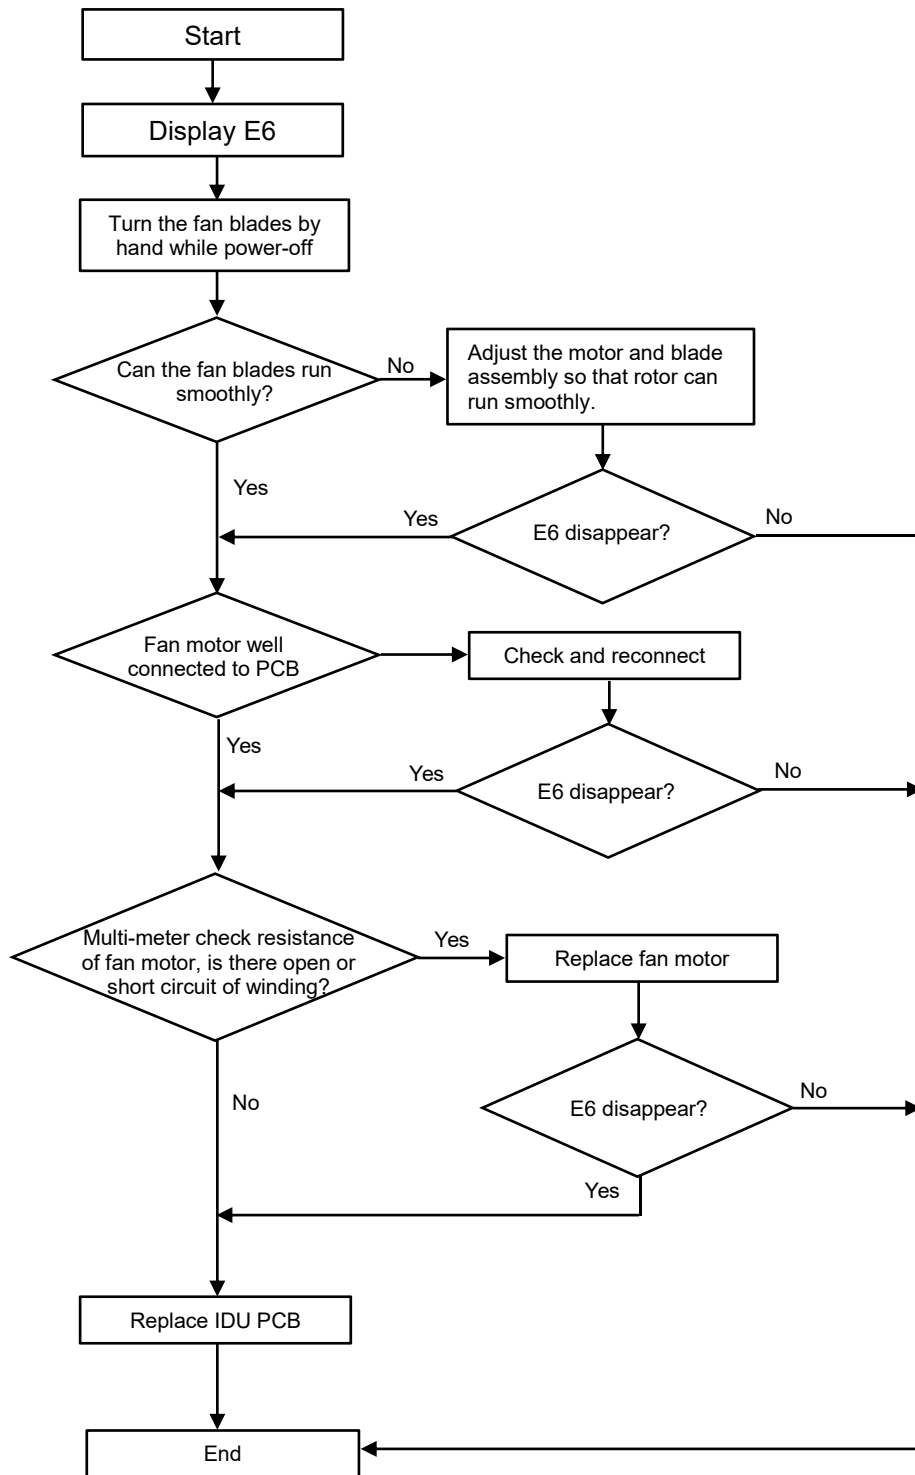 Start
Display E6
Turn the fan blades by
hand while power-off
Can the fan blades run
smoothly?
No
Adjust the motor and blade
assembly so that rotor can
run smoothly.
Yes
Yes
E6 disappear?
No
Fan motor well
connected to PCB
Check and reconnect
Yes
Yes
E6 disappear?
No
Multi-meter check resistance
of fan motor, is there open or
short circuit of winding?
Yes
Replace fan motor
No
E6 disappear?
No
Yes
Replace IDU PCB
End